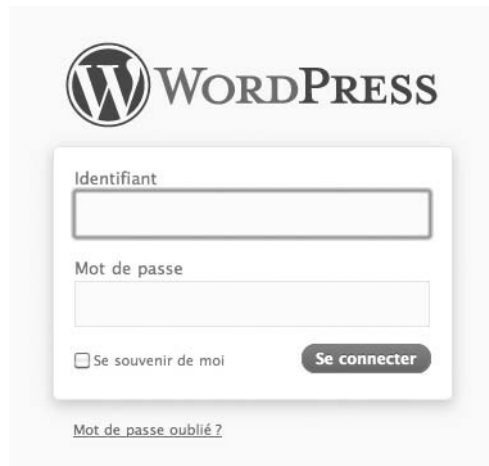 WORDPRESS
Identifiant
Mot de passe
Se souvenir de moi
Se connecter
Mot de passe oublié ?